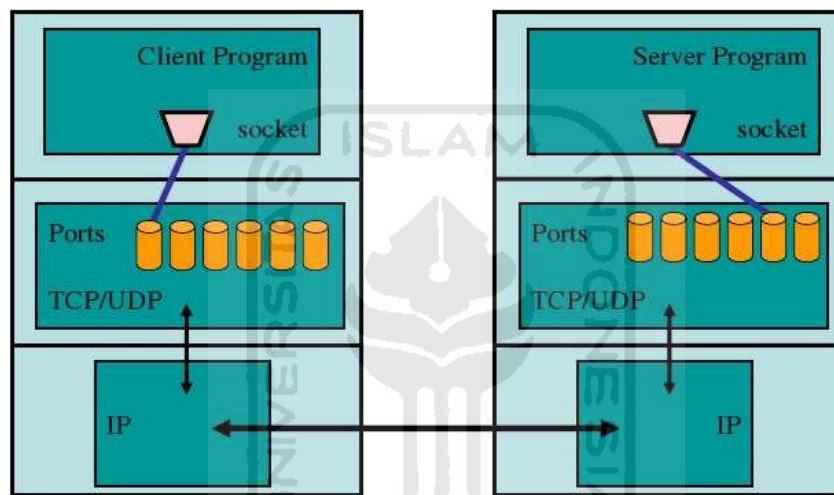 Client Program
socket
Ports
TCP/UDP
IP
Server Program
socket
Ports
TCP/UDP
IP
UNIVERSITAS
ISLAM
INDONESIA